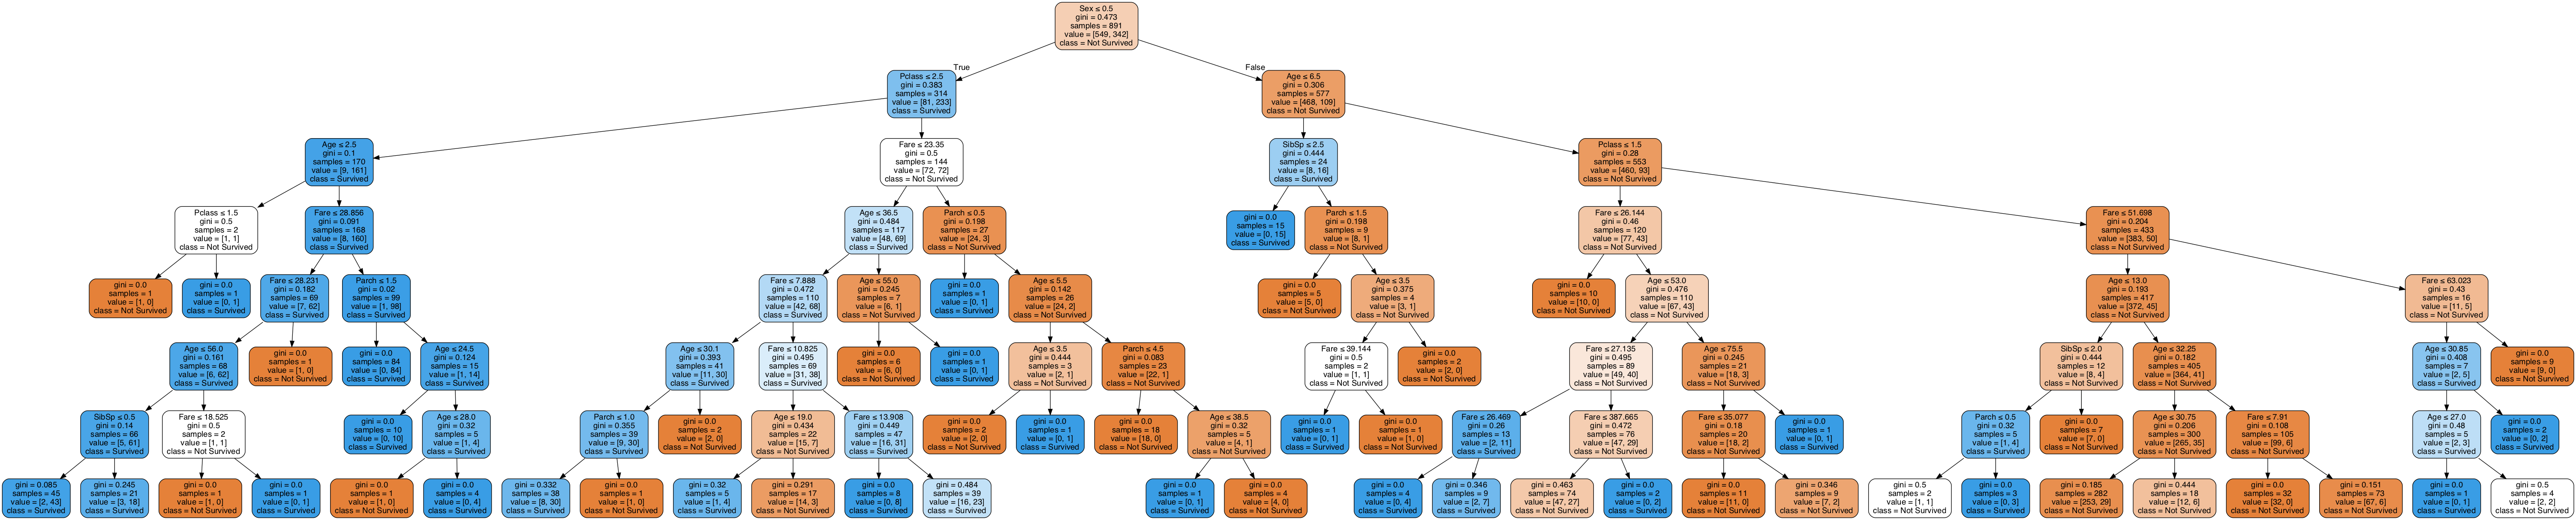 Sex ≤ 0.5
gini = 0.473
samples = 891
value = [549, 342]
class = Not Survived
True
False
Pclass ≤ 2.5
gini = 0.383
samples = 314
value = [81, 233]
class = Survived
Age ≤ 6.5
gini = 0.306
samples = 577
value = [468, 109]
class = Not Survived
Age ≤ 2.5
gini = 0.1
samples = 170
value = [9, 161]
class = Survived
Fare ≤ 23.35
gini = 0.5
samples = 144
value = [72, 72]
class = Not Survived
SibSp ≤ 2.5
gini = 0.444
samples = 24
value = [8, 16]
class = Survived
Pclass ≤ 1.5
gini = 0.28
samples = 553
value = [460, 93]
class = Not Survived
Pclass ≤ 1.5
gini = 0.5
samples = 2
value = [1, 1]
class = Not Survived
Fare ≤ 28.856
gini = 0.091
samples = 168
value = [8, 160]
class = Survived
Age ≤ 36.5
gini = 0.484
samples = 117
value = [48, 69]
class = Survived
Parch ≤ 0.5
gini = 0.198
samples = 27
value = [24, 3]
class = Not Survived
gini = 0.0
samples = 15
value = [0, 15]
class = Survived
Parch ≤ 1.5
gini = 0.198
samples = 9
value = [8, 1]
class = Not Survived
Fare ≤ 26.144
gini = 0.46
samples = 120
value = [77, 43]
class = Not Survived
Fare ≤ 51.698
gini = 0.204
samples = 433
value = [383, 50]
class = Not Survived
gini = 0.0
samples = 1
value = [1, 0]
class = Not Survived
gini = 0.0
samples = 1
value = [0, 1]
class = Survived
Fare ≤ 28.231
gini = 0.182
samples = 69
value = [7, 62]
class = Survived
Parch ≤ 1.5
gini = 0.02
samples = 99
value = [1, 98]
class = Survived
Fare ≤ 7.888
gini = 0.472
samples = 110
value = [42, 68]
class = Survived
Age ≤ 55.0
gini = 0.245
samples = 7
value = [6, 1]
class = Not Survived
gini = 0.0
samples = 1
value = [0, 1]
class = Survived
Age ≤ 5.5
gini = 0.142
samples = 26
value = [24, 2]
class = Not Survived
gini = 0.0
samples = 5
value = [5, 0]
class = Not Survived
Age ≤ 3.5
gini = 0.375
samples = 4
value = [3, 1]
class = Not Survived
gini = 0.0
samples = 10
value = [10, 0]
class = Not Survived
Age ≤ 53.0
gini = 0.476
samples = 110
value = [67, 43]
class = Not Survived
Age ≤ 13.0
gini = 0.193
samples = 417
value = [372, 45]
class = Not Survived
Fare ≤ 63.023
gini = 0.43
samples = 16
value = [11, 5]
class = Not Survived
Age ≤ 56.0
gini = 0.161
samples = 68
value = [6, 62]
class = Survived
gini = 0.0
samples = 1
value = [1, 0]
class = Not Survived
gini = 0.0
samples = 84
value = [0, 84]
class = Survived
Age ≤ 24.5
gini = 0.124
samples = 15
value = [1, 14]
class = Survived
Age ≤ 30.1
gini = 0.393
samples = 41
value = [11, 30]
class = Survived
Fare ≤ 10.825
gini = 0.495
samples = 69
value = [31, 38]
class = Survived
gini = 0.0
samples = 6
value = [6, 0]
class = Not Survived
gini = 0.0
samples = 1
value = [0, 1]
class = Survived
Age ≤ 3.5
gini = 0.444
samples = 3
value = [2, 1]
class = Not Survived
Parch ≤ 4.5
gini = 0.083
samples = 23
value = [22, 1]
class = Not Survived
Fare ≤ 39.144
gini = 0.5
samples = 2
value = [1, 1]
class = Not Survived
gini = 0.0
samples = 2
value = [2, 0]
class = Not Survived
Fare ≤ 27.135
gini = 0.495
samples = 89
value = [49, 40]
class = Not Survived
Age ≤ 75.5
gini = 0.245
samples = 21
value = [18, 3]
class = Not Survived
SibSp ≤ 2.0
gini = 0.444
samples = 12
value = [8, 4]
class = Not Survived
Age ≤ 32.25
gini = 0.182
samples = 405
value = [364, 41]
class = Not Survived
Age ≤ 30.85
gini = 0.408
samples = 7
value = [2, 5]
class = Survived
gini = 0.0
samples = 9
value = [9, 0]
class = Not Survived
SibSp ≤ 0.5
gini = 0.14
samples = 66
value = [5, 61]
class = Survived
Fare ≤ 18.525
gini = 0.5
samples = 2
value = [1, 1]
class = Not Survived
gini = 0.0
samples = 10
value = [0, 10]
class = Survived
Age ≤ 28.0
gini = 0.32
samples = 5
value = [1, 4]
class = Survived
Parch ≤ 1.0
gini = 0.355
samples = 39
value = [9, 30]
class = Survived
gini = 0.0
samples = 2
value = [2, 0]
class = Not Survived
Age ≤ 19.0
gini = 0.434
samples = 22
value = [15, 7]
class = Not Survived
Fare ≤ 13.908
gini = 0.449
samples = 47
value = [16, 31]
class = Survived
gini = 0.0
samples = 2
value = [2, 0]
class = Not Survived
gini = 0.0
samples = 1
value = [0, 1]
class = Survived
gini = 0.0
samples = 18
value = [18, 0]
class = Not Survived
Age ≤ 38.5
gini = 0.32
samples = 5
value = [4, 1]
class = Not Survived
gini = 0.0
samples = 1
value = [0, 1]
class = Survived
gini = 0.0
samples = 1
value = [1, 0]
class = Not Survived
Fare ≤ 26.469
gini = 0.26
samples = 13
value = [2, 11]
class = Survived
Fare ≤ 387.665
gini = 0.472
samples = 76
value = [47, 29]
class = Not Survived
Fare ≤ 35.077
gini = 0.18
samples = 20
value = [18, 2]
class = Not Survived
gini = 0.0
samples = 1
value = [0, 1]
class = Survived
Parch ≤ 0.5
gini = 0.32
samples = 5
value = [1, 4]
class = Survived
gini = 0.0
samples = 7
value = [7, 0]
class = Not Survived
Age ≤ 30.75
gini = 0.206
samples = 300
value = [265, 35]
class = Not Survived
Fare ≤ 7.91
gini = 0.108
samples = 105
value = [99, 6]
class = Not Survived
Age ≤ 27.0
gini = 0.48
samples = 5
value = [2, 3]
class = Survived
gini = 0.0
samples = 2
value = [0, 2]
class = Survived
gini = 0.085
samples = 45
value = [2, 43]
class = Survived
gini = 0.245
samples = 21
value = [3, 18]
class = Survived
gini = 0.0
samples = 1
value = [1, 0]
class = Not Survived
gini = 0.0
samples = 1
value = [0, 1]
class = Survived
gini = 0.0
samples = 1
value = [1, 0]
class = Not Survived
gini = 0.0
samples = 4
value = [0, 4]
class = Survived
gini = 0.332
samples = 38
value = [8, 30]
class = Survived
gini = 0.0
samples = 1
value = [1, 0]
class = Not Survived
gini = 0.32
samples = 5
value = [1, 4]
class = Survived
gini = 0.291
samples = 17
value = [14, 3]
class = Not Survived
gini = 0.0
samples = 8
value = [0, 8]
class = Survived
gini = 0.484
samples = 39
value = [16, 23]
class = Survived
gini = 0.0
samples = 1
value = [0, 1]
class = Survived
gini = 0.0
samples = 4
value = [4, 0]
class = Not Survived
gini = 0.0
samples = 4
value = [0, 4]
class = Survived
gini = 0.346
samples = 9
value = [2, 7]
class = Survived
gini = 0.463
samples = 74
value = [47, 27]
class = Not Survived
gini = 0.0
samples = 2
value = [0, 2]
class = Survived
gini = 0.0
samples = 11
value = [11, 0]
class = Not Survived
gini = 0.346
samples = 9
value = [7, 2]
class = Not Survived
gini = 0.5
samples = 2
value = [1, 1]
class = Not Survived
gini = 0.0
samples = 3
value = [0, 3]
class = Survived
gini = 0.185
samples = 282
value = [253, 29]
class = Not Survived
gini = 0.444
samples = 18
value = [12, 6]
class = Not Survived
gini = 0.0
samples = 32
value = [32, 0]
class = Not Survived
gini = 0.151
samples = 73
value = [67, 6]
class = Not Survived
gini = 0.0
samples = 1
value = [0, 1]
class = Survived
gini = 0.5
samples = 4
value = [2, 2]
class = Not Survived